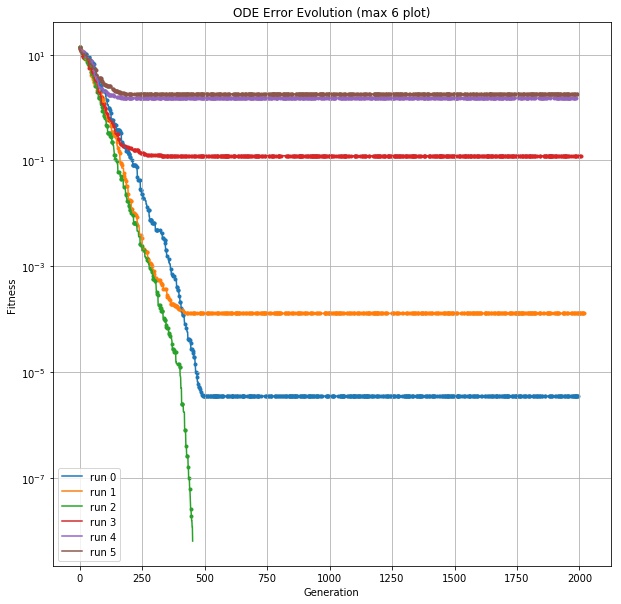 ODE Error Evolution (max 6 plot)
Fitness
10^1
10^-1
10^-3
10^-5
10^-7
run 0
run 1
run 2
run 3
run 4
run 5
0 250 500 750 1000 1250 1500 1750 2000
Generation